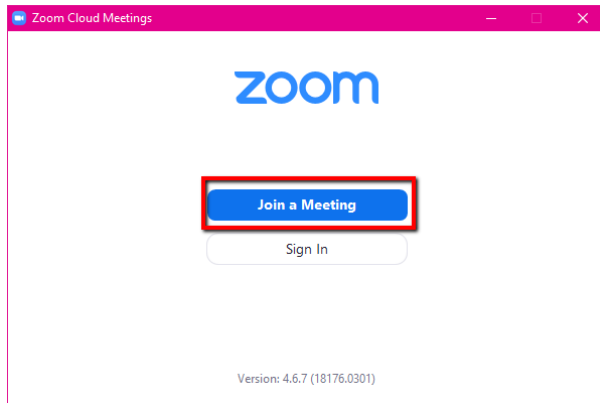 Zoom Cloud Meetings
zoom
Join a Meeting
Sign In
Version: 4.6.7 (18176.0301)